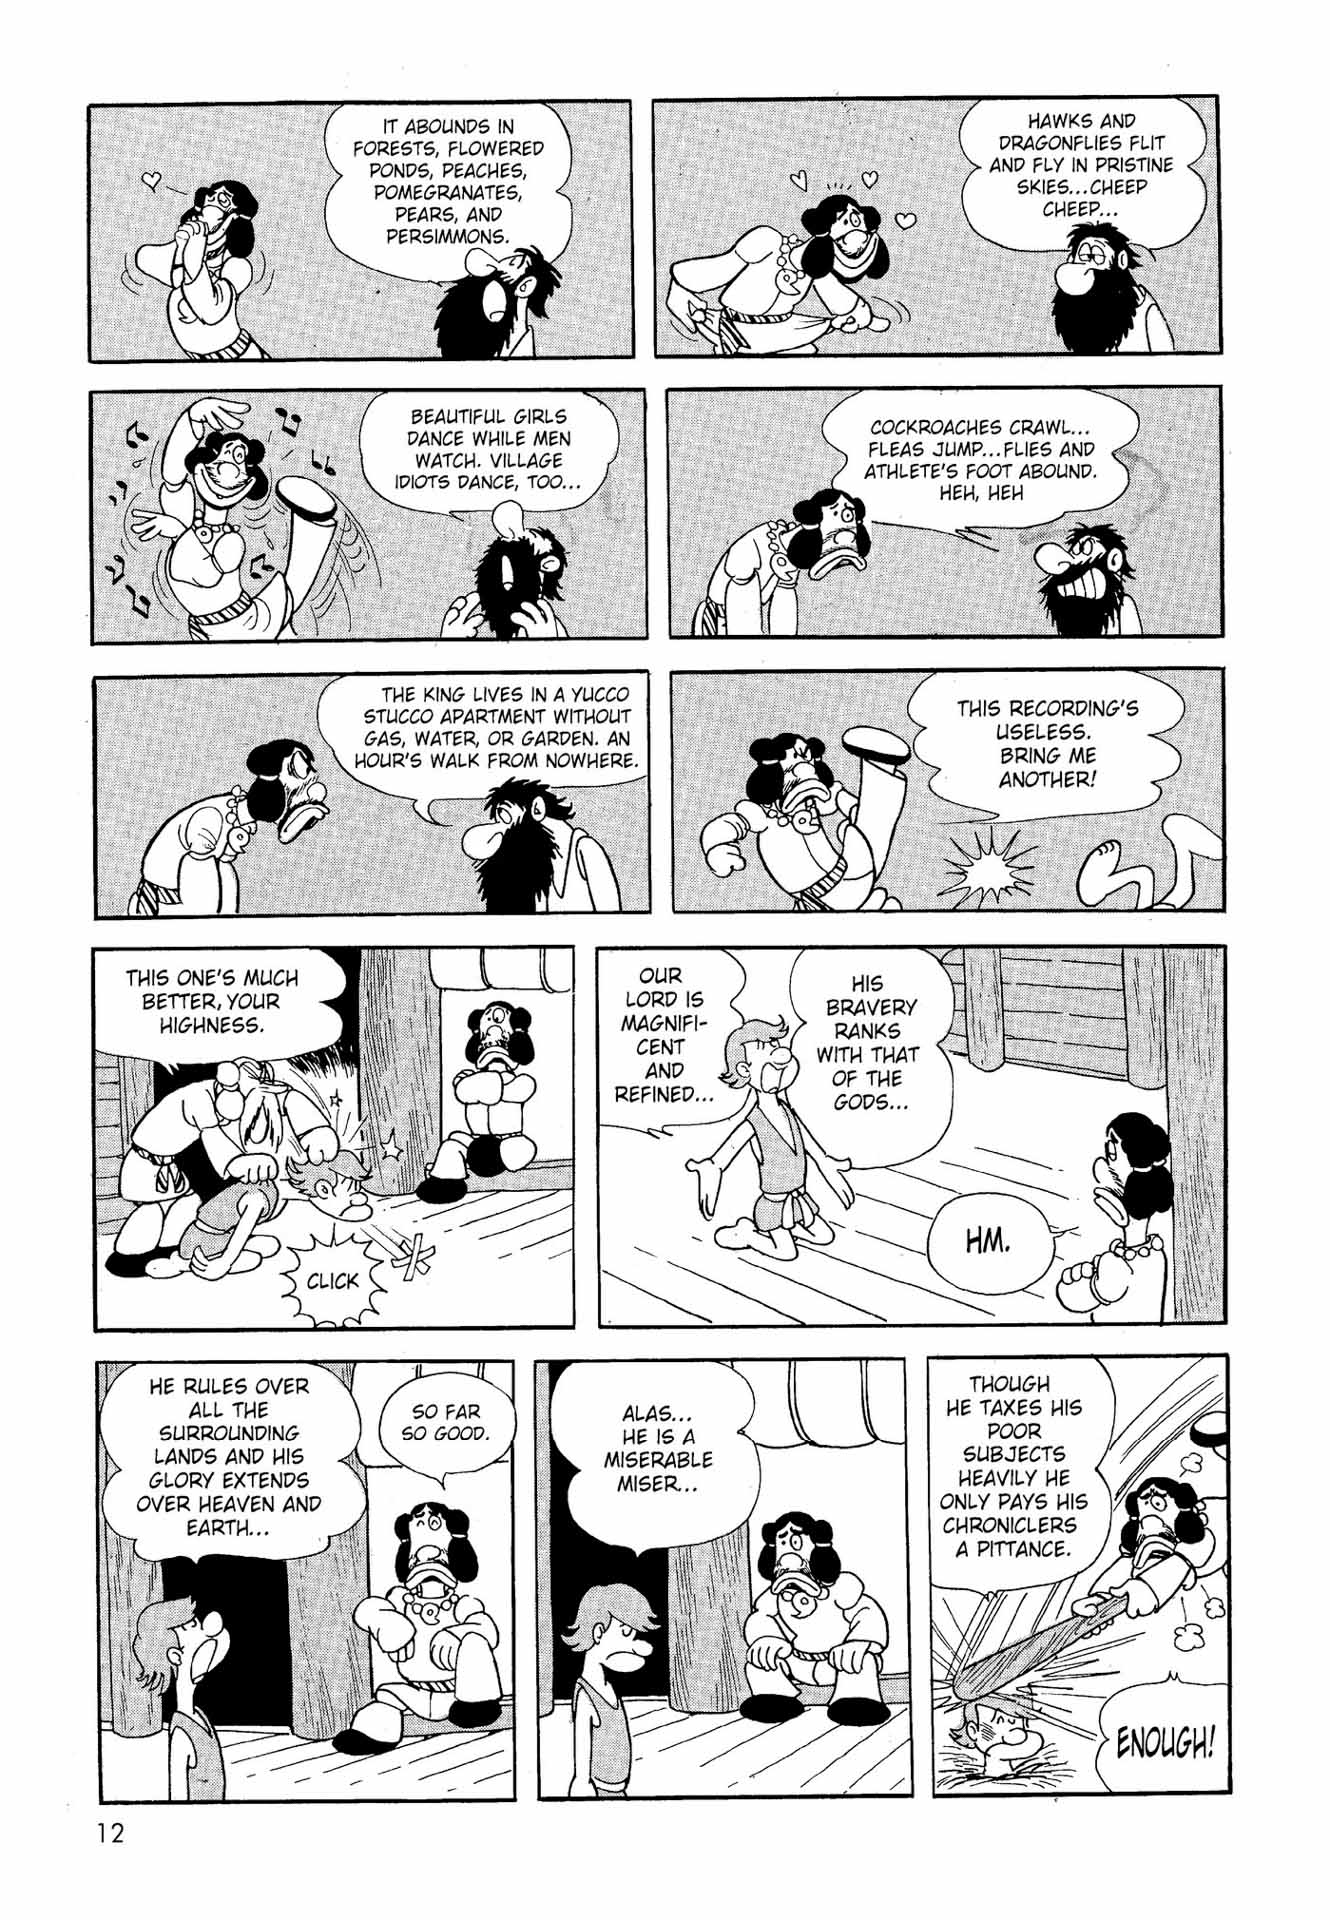 IT ABOUNDS IN
FORESTS, FLOWERED
PONDS, PEACHES,
POMEGRANATES,
PEARS, AND
PERSIMMONS.
HAWKS AND
DRAGONFLIES FLIT
AND FLY IN PRISTINE
SKIES...CHEEP
CHEEP...
BEAUTIFUL GIRLS
DANCE WHILE MEN
WATCH. VILLAGE
IDIOTS DANCE, TOO...
COCKROACHES CRAWL...
FLEAS JUMP...FLIES AND
ATHLETE'S FOOT ABOUND.
HEH, HEH
THE KING LIVES IN A YUCCO
STUCCO APARTMENT WITHOUT
GAS, WATER, OR GARDEN. AN
HOUR'S WALK FROM NOWHERE.
THIS RECORDING'S
USELESS.
BRING ME
ANOTHER!
THIS ONE'S MUCH
BETTER, YOUR
HIGHNESS.
CLICK
OUR
LORD IS
MAGNIFI-
CENT
AND
REFINED...
HIS
BRAVERY
RANKS
WITH THAT
OF THE
GODS...
HM.
HE RULES OVER
ALL THE
SURROUNDING
LANDS AND HIS
GLORY EXTENDS
OVER HEAVEN AND
EARTH...
SO FAR
SO GOOD.
ALAS...
HE IS A
MISERABLE
MISER...
THOUGH
HE TAXES HIS
POOR
SUBJECTS
HEAVILY HE
ONLY PAYS HIS
CHRONICLERS
A PITTANCE.
ENOUGH!
12